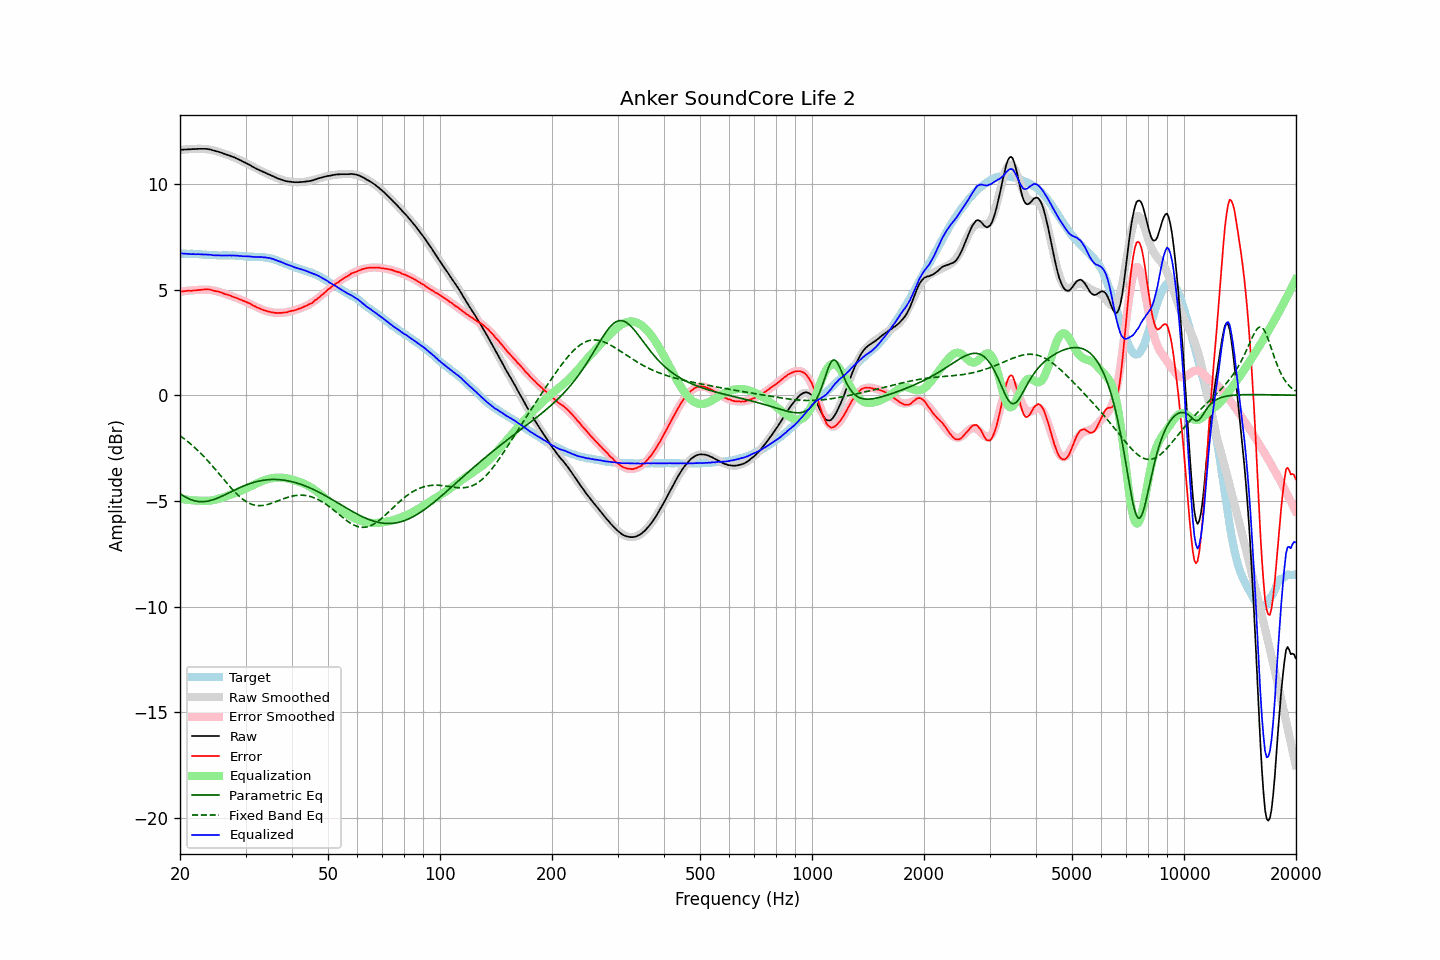 Anker SoundCore Life 2
Amplitude (dBr)
10
5
0
−5
−10
−15
−20
Target
Raw Smoothed
Error Smoothed
Raw
Error
Equalization
Parametric Eq
Fixed Band Eq
Equalized
20 50 100 200 500 1000 2000 5000 10000 20000
Frequency (Hz)